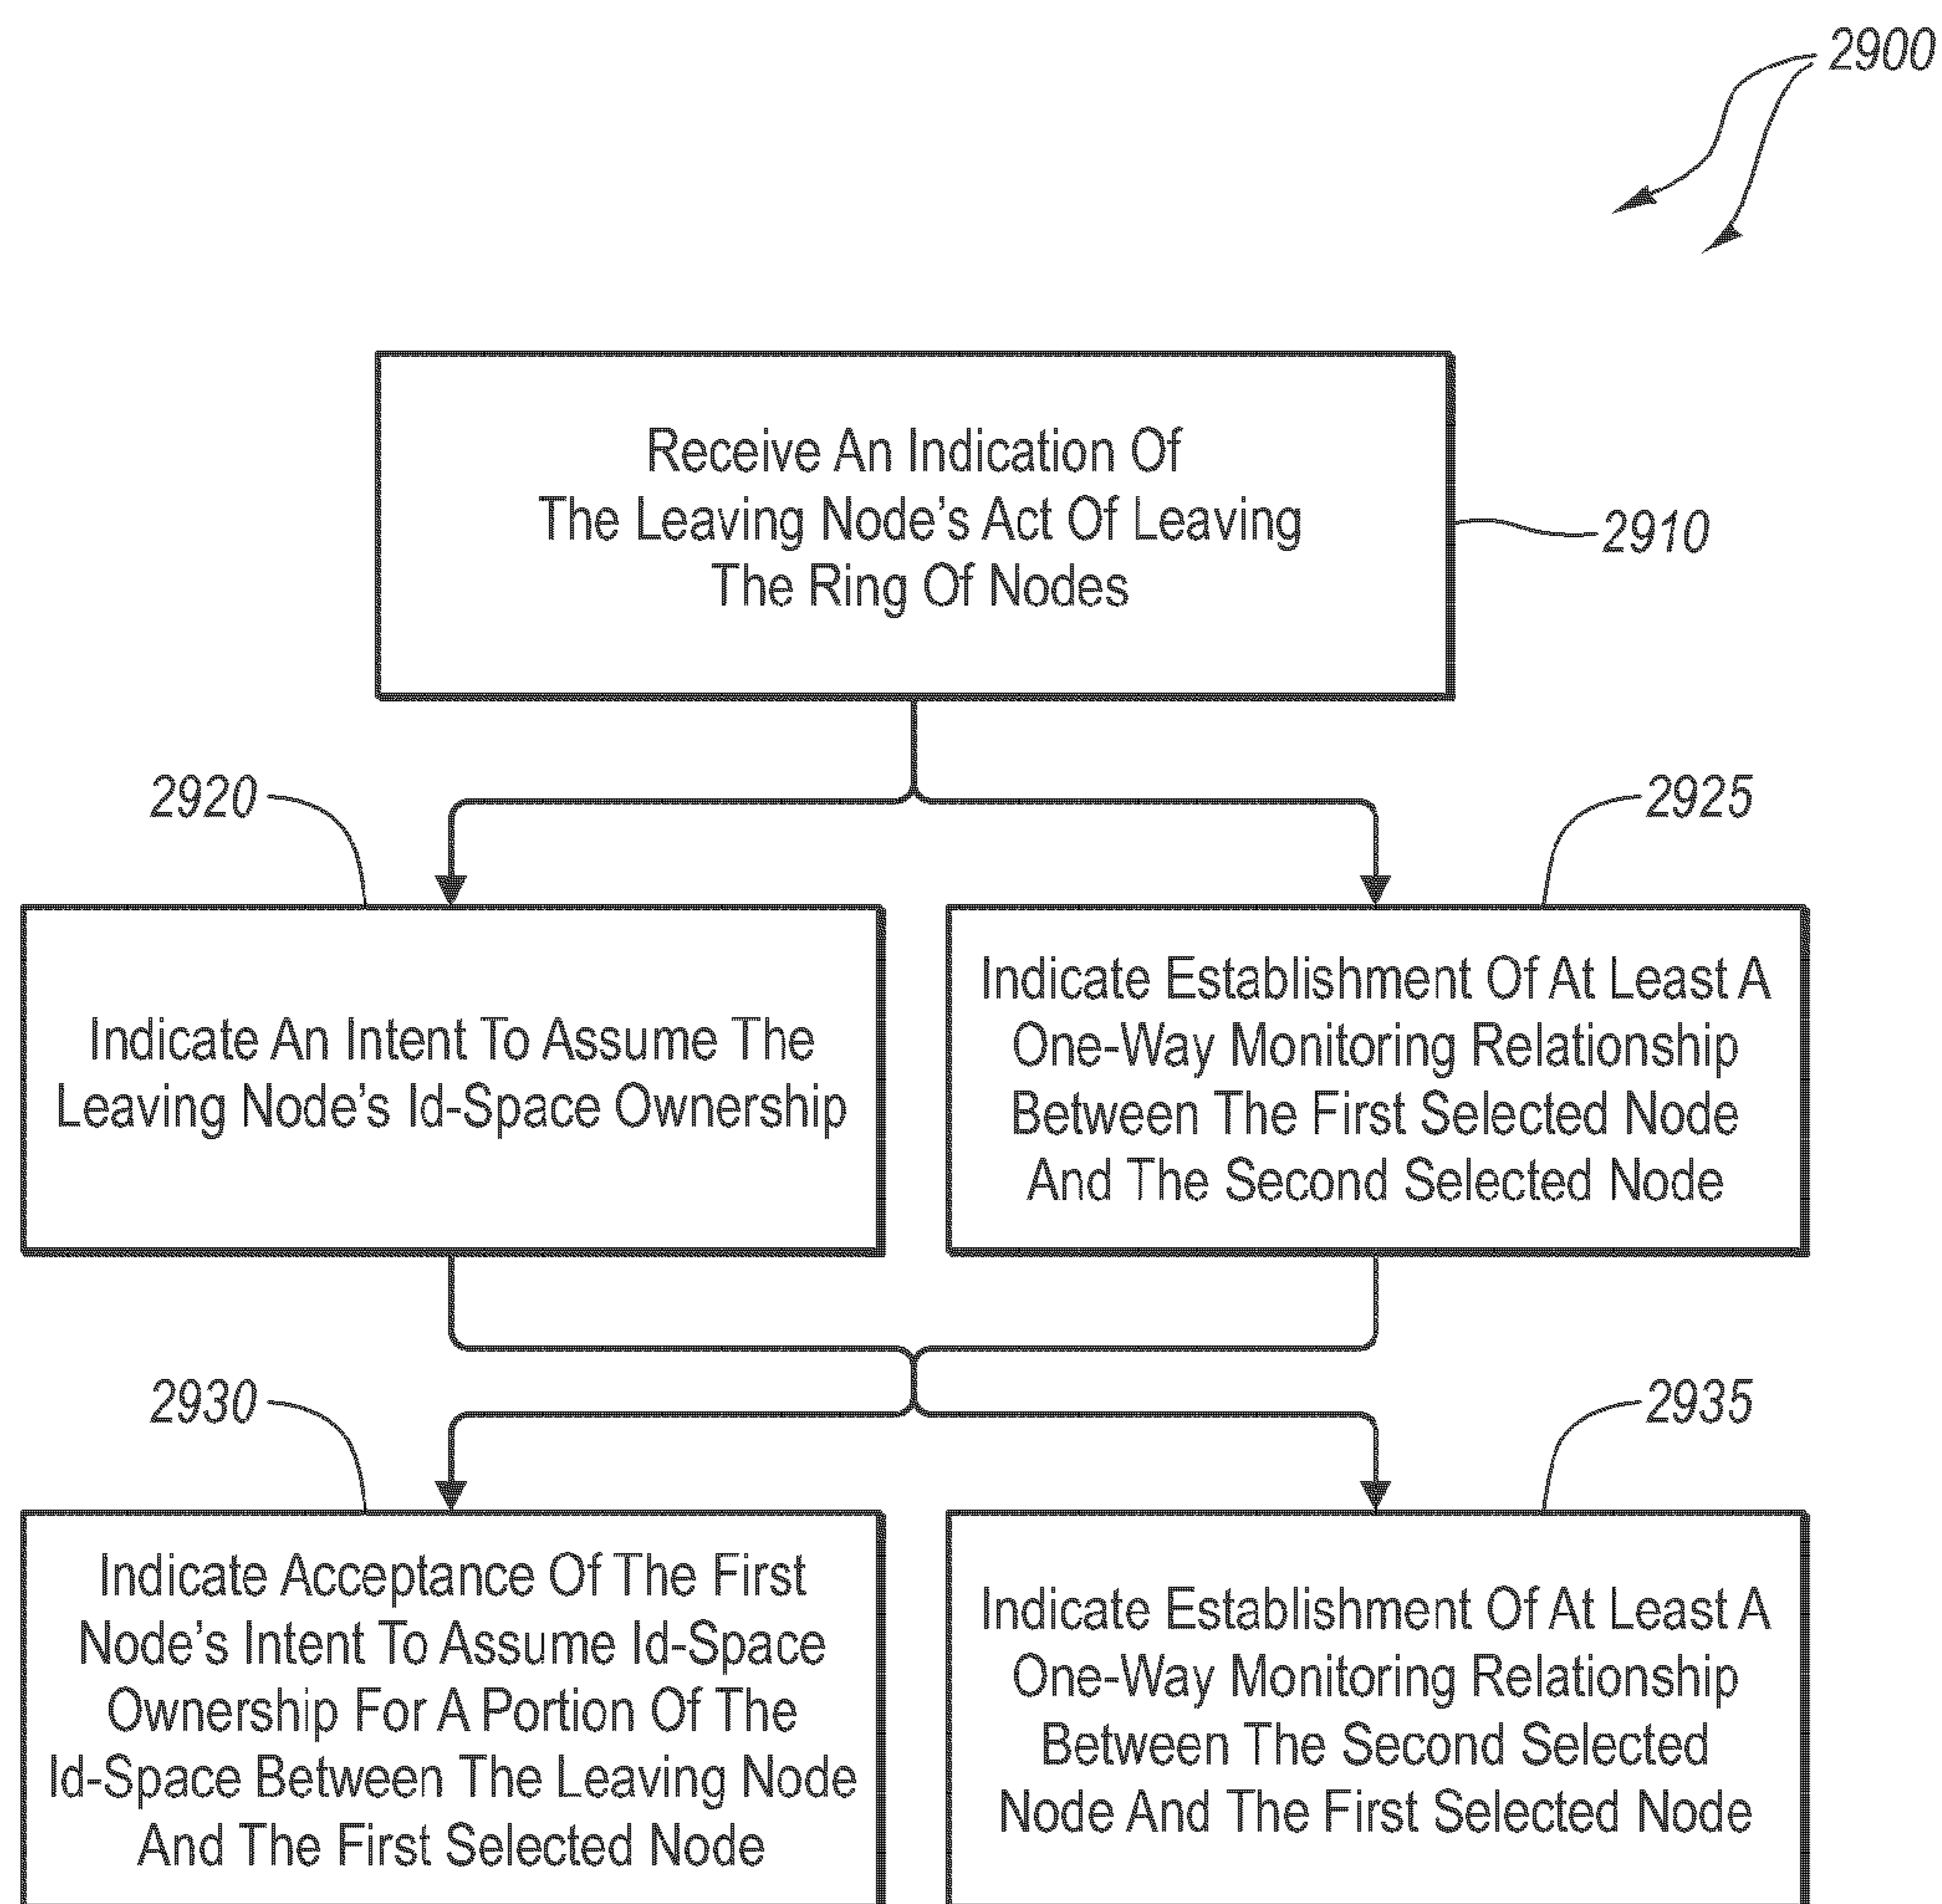 2900
Receive An Indication Of
The Leaving Node's Act Of Leaving
The Ring Of Nodes
2910
2920
2925
Indicate An Intent To Assume The
Leaving Node's Id-Space Ownership
Indicate Establishment Of At Least A
One-Way Monitoring Relationship
Between The First Selected Node
And The Second Selected Node
2930
2935
Indicate Acceptance Of The First
Node's Intent To Assume Id-Space
Ownership For A Portion Of The
Id-Space Between The Leaving Node
And The First Selected Node
Indicate Establishment Of At Least A
One-Way Monitoring Relationship
Between The Second Selected
Node And The First Selected Node